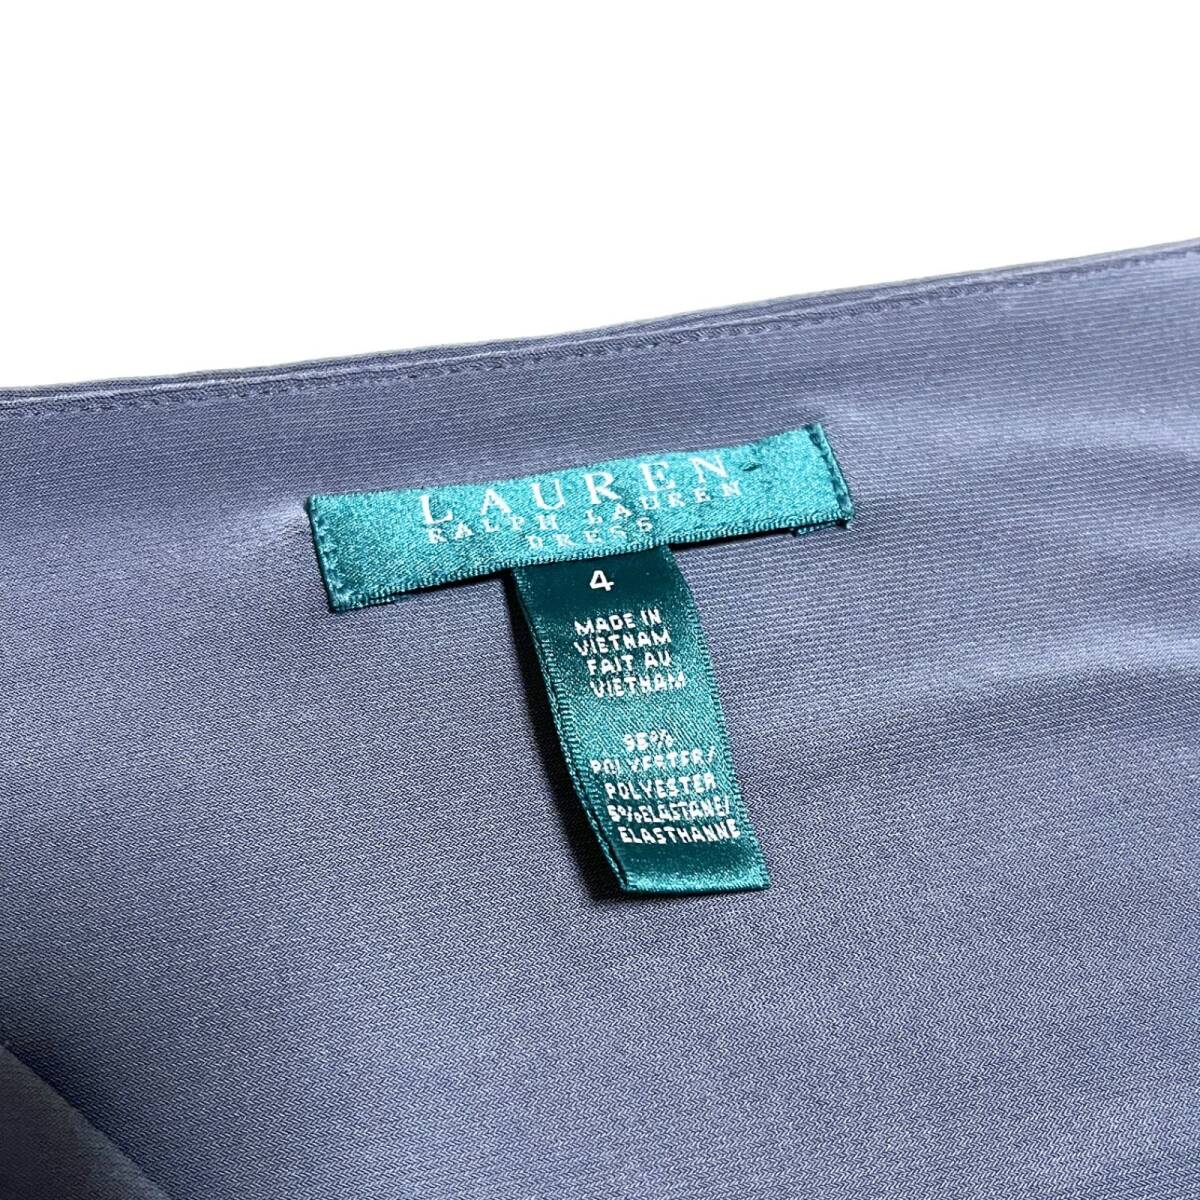 LAUREN
RALPH LAUREN
DRESS
4
MADE IN
VIETNAM
FAIT AU
VIETNAM
95%
POLYESTER/
POLYESTER
5%ELASTANE/
ELASTHANNE